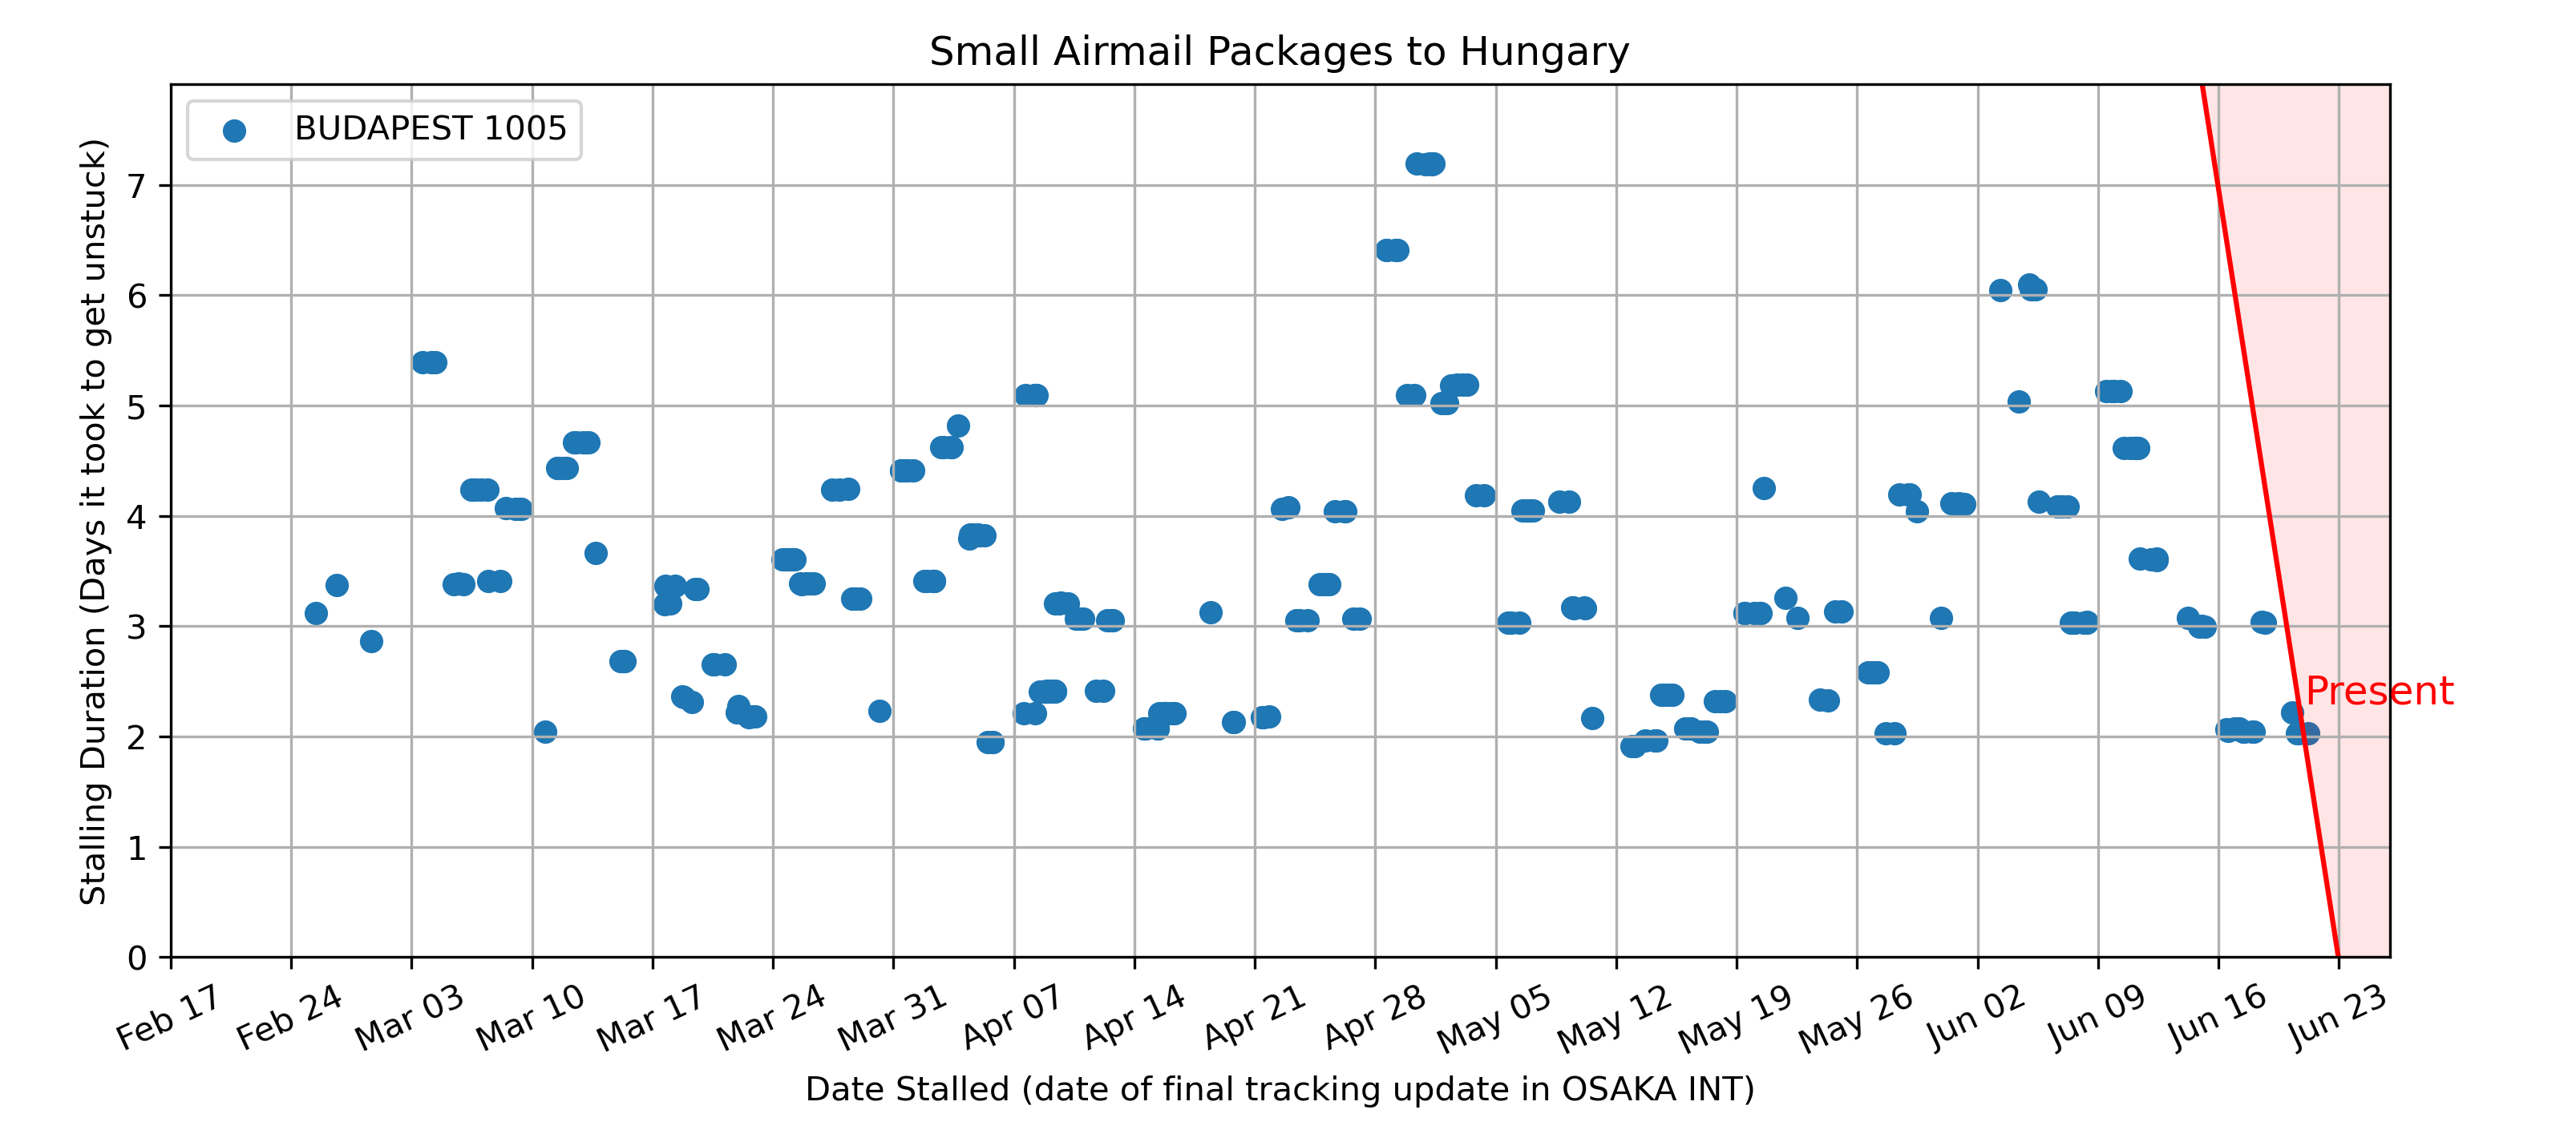 Small Airmail Packages to Hungary
BUDAPEST 1005
Stalling Duration (Days it took to get unstuck)
7
6
5
4
3
2
1
0
Present
Feb 17
Feb 24
Mar 03
Mar 10
Mar 17
Mar 24
Mar 31
Apr 07
Apr 14
Apr 21
Apr 28
May 05
May 12
May 19
May 26
Jun 02
Jun 09
Jun 16
Jun 23
Date Stalled (date of final tracking update in OSAKA INT)